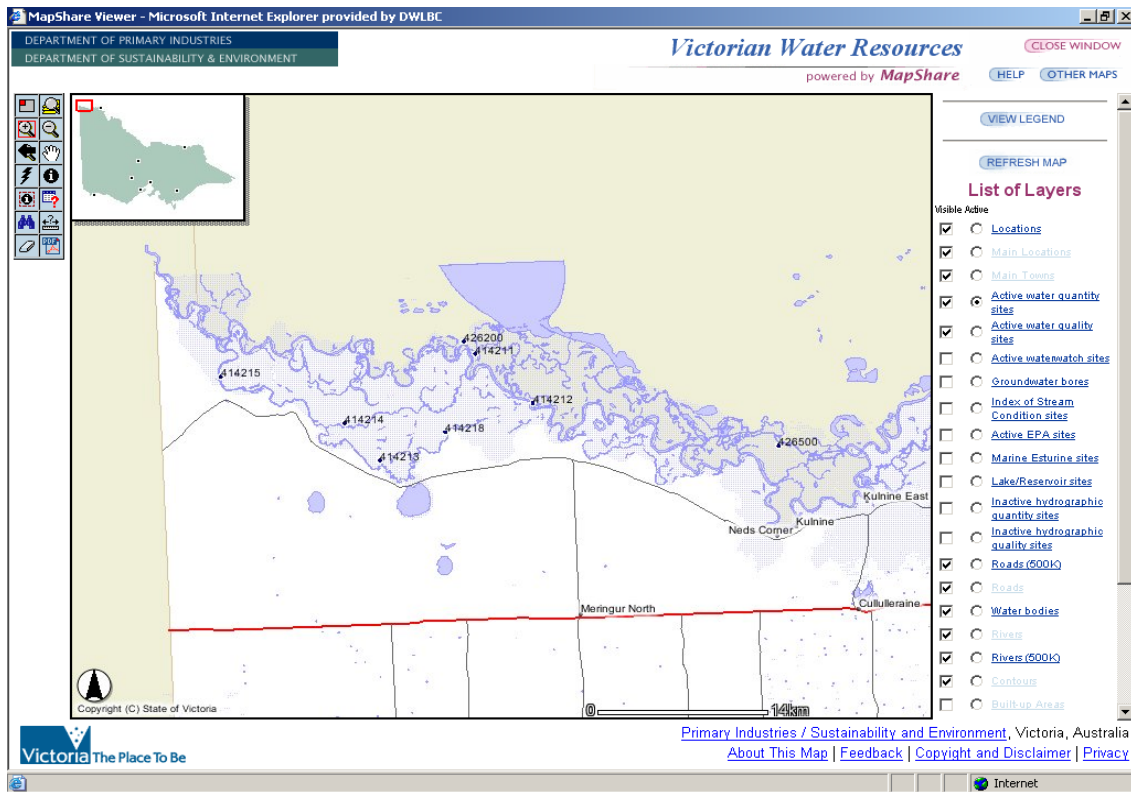 MapShare Viewer - Microsoft Internet Explorer provided by DWLBC
DEPARTMENT OF PRIMARY INDUSTRIES
DEPARTMENT OF SUSTAINABILITY & ENVIRONMENT
Victorian Water Resources
powered by MapShare
CLOSE WINDOW
HELP
OTHER MAPS
PDF
426200
414211
414215
414212
414214
414218
414213
426500
Kulnine East
Kulnine
Neds Corner
Meringur North
Cullulleraine
Copyright (C) State of Victoria
0 14km
VIEW LEGEND
REFRESH MAP
List of Layers
Visible Active
Locations
Main Locations
Main Towns
Active water quantity
sites
Active water quality
sites
Active waterwatch sites
Groundwater bores
Index of Stream
Condition sites
Active EPA sites
Marine Esturine sites
Lake/Reservoir sites
Inactive hydrographic
quantity sites
Inactive hydrographic
quality sites
Roads (500K)
Roads
Water bodies
Rivers
Rivers (500K)
Contours
Built-up Areas
Victoria The Place To Be
Primary Industries / Sustainability and Environment, Victoria, Australia
About This Map | Feedback | Copyight and Disclaimer | Privacy
Internet